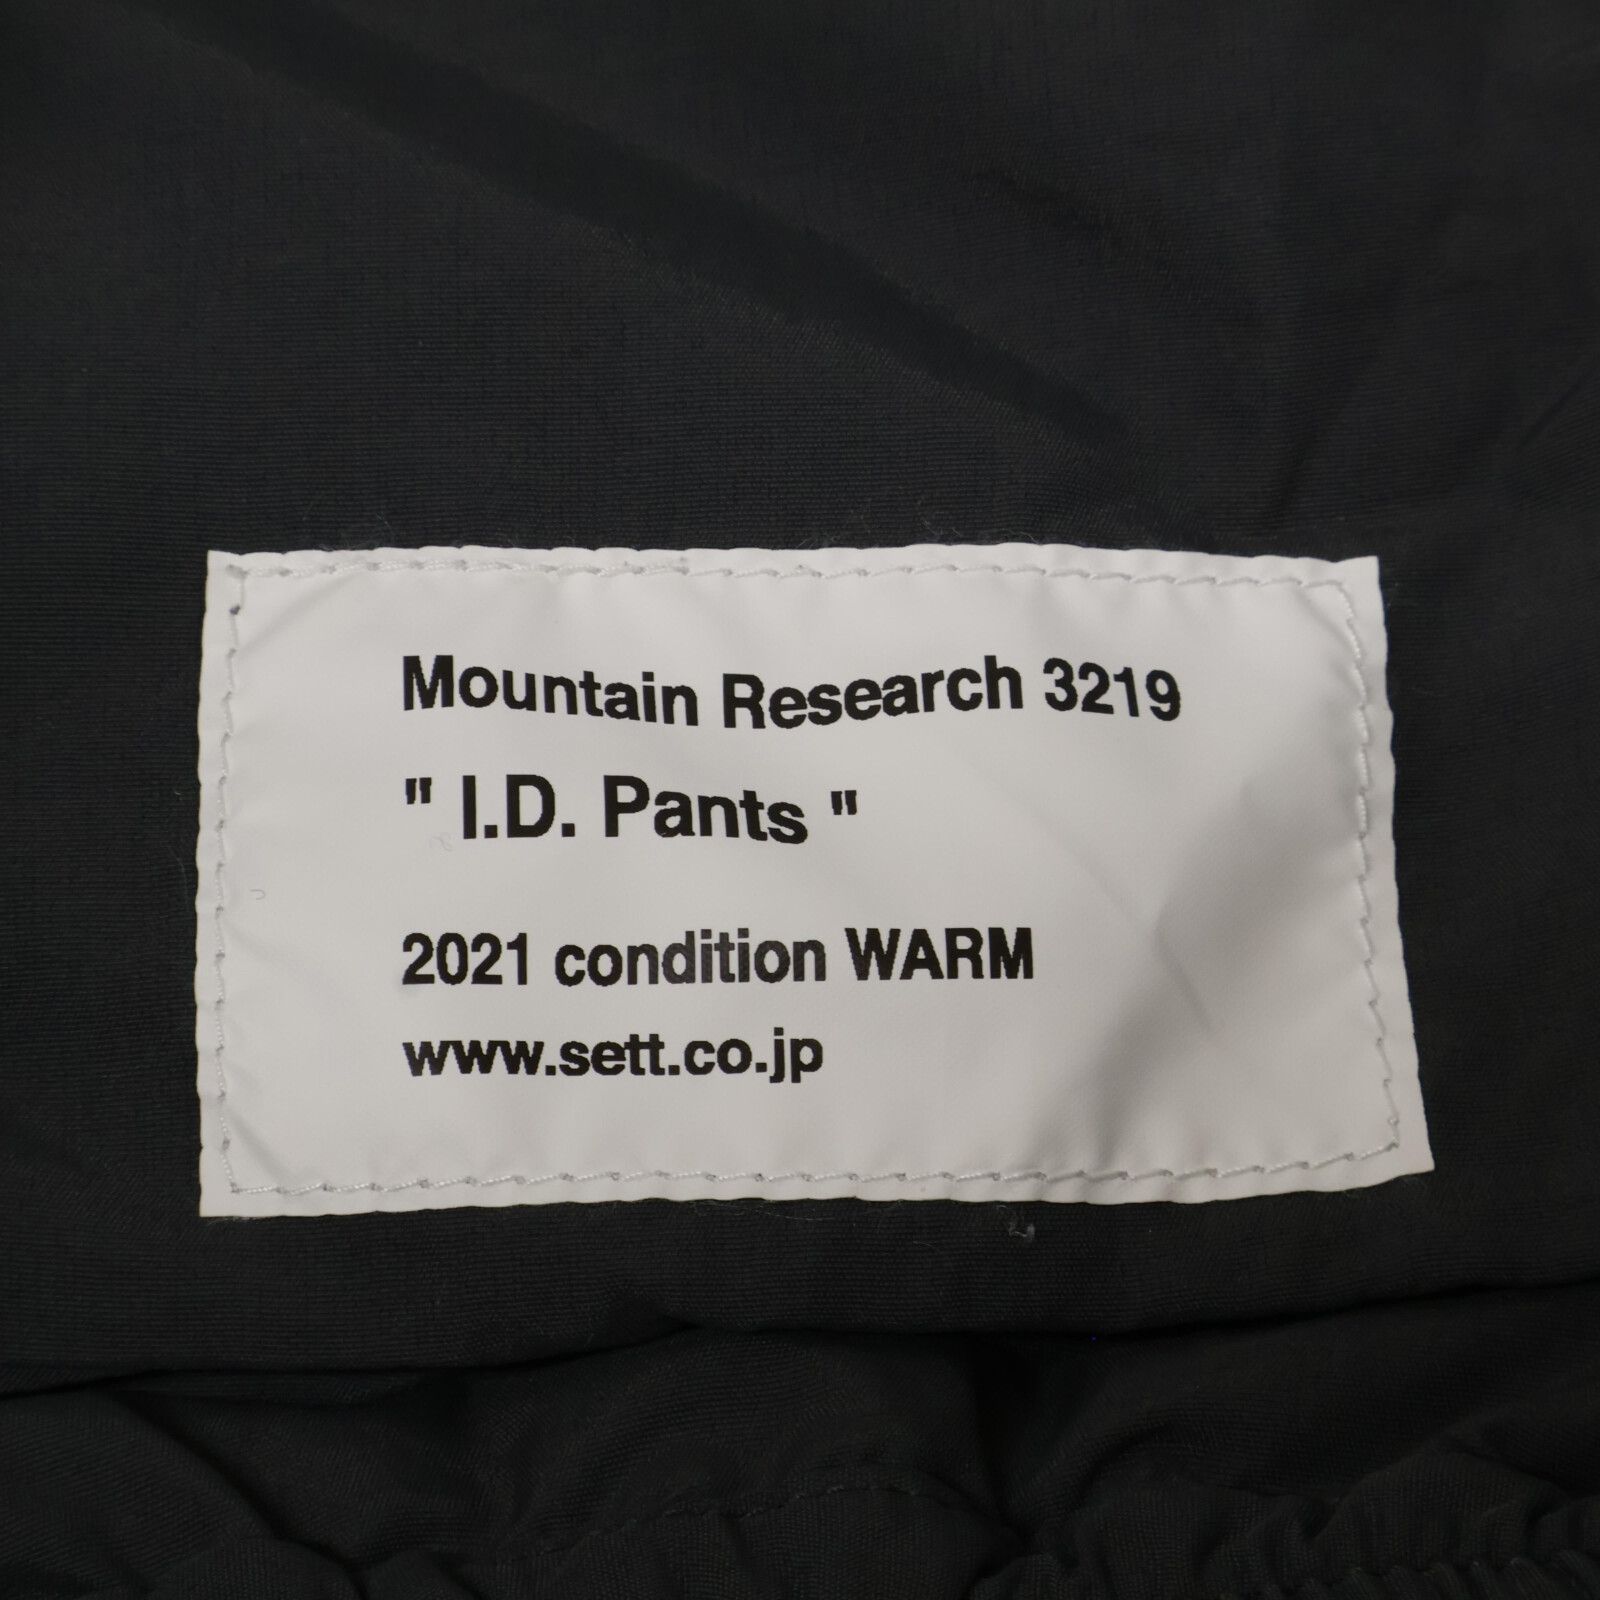 Mountain Research 3219
" I.D. Pants "
2021 condition WARM
www.sett.co.jp